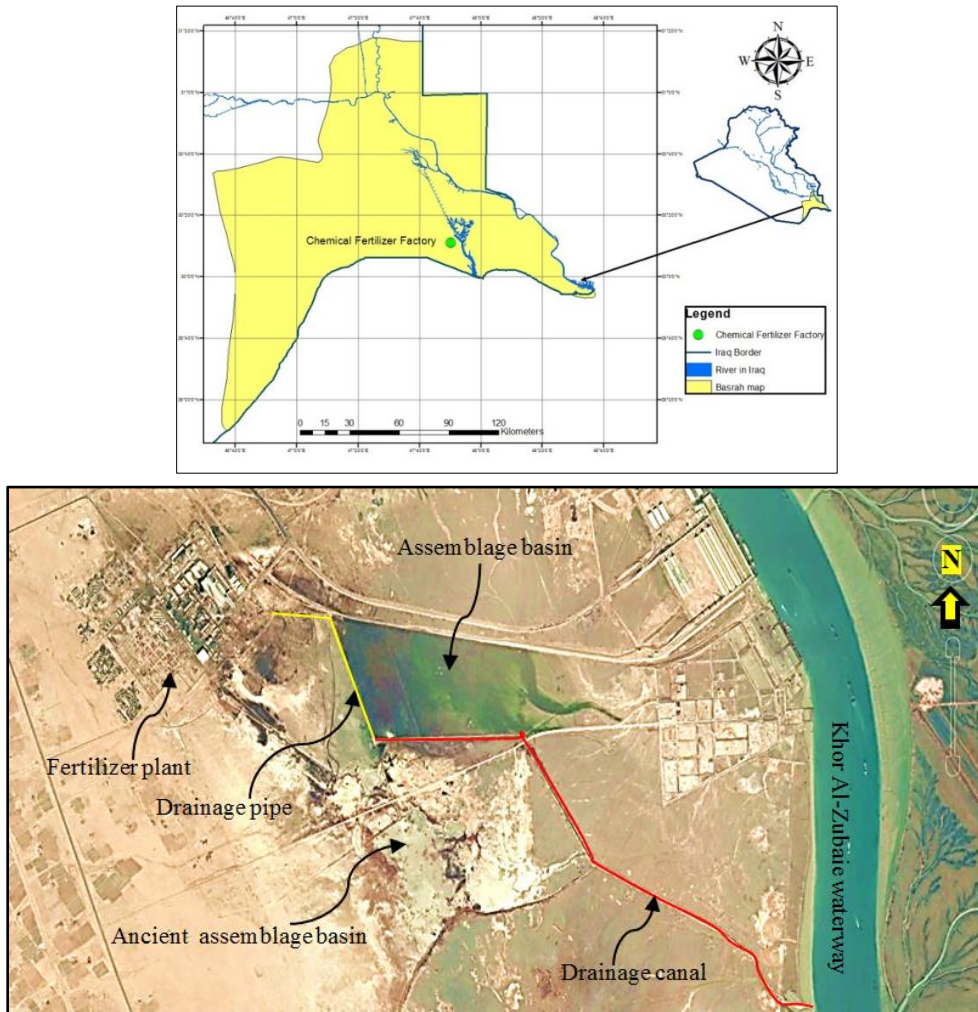 N
W E
S
Chemical Fertilizer Factory
Legend
Chemical Fertilizer Factory
Iraq Border
River in Iraq
Basrah map
0 15 30 60 90 120
Kilometers
Assemblage basin
N
Fertilizer plant
Drainage pipe
Khor Al-Zubaie waterway
Ancient assemblage basin
Drainage canal